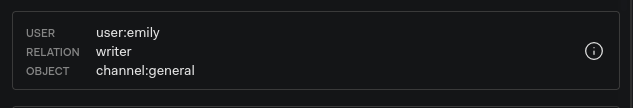 USER user:emily
RELATION writer
OBJECT channel:general